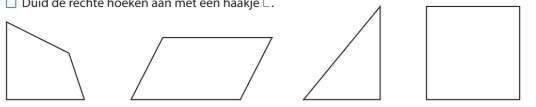 Duid de rechte hoeken aan met een haakje ∟.